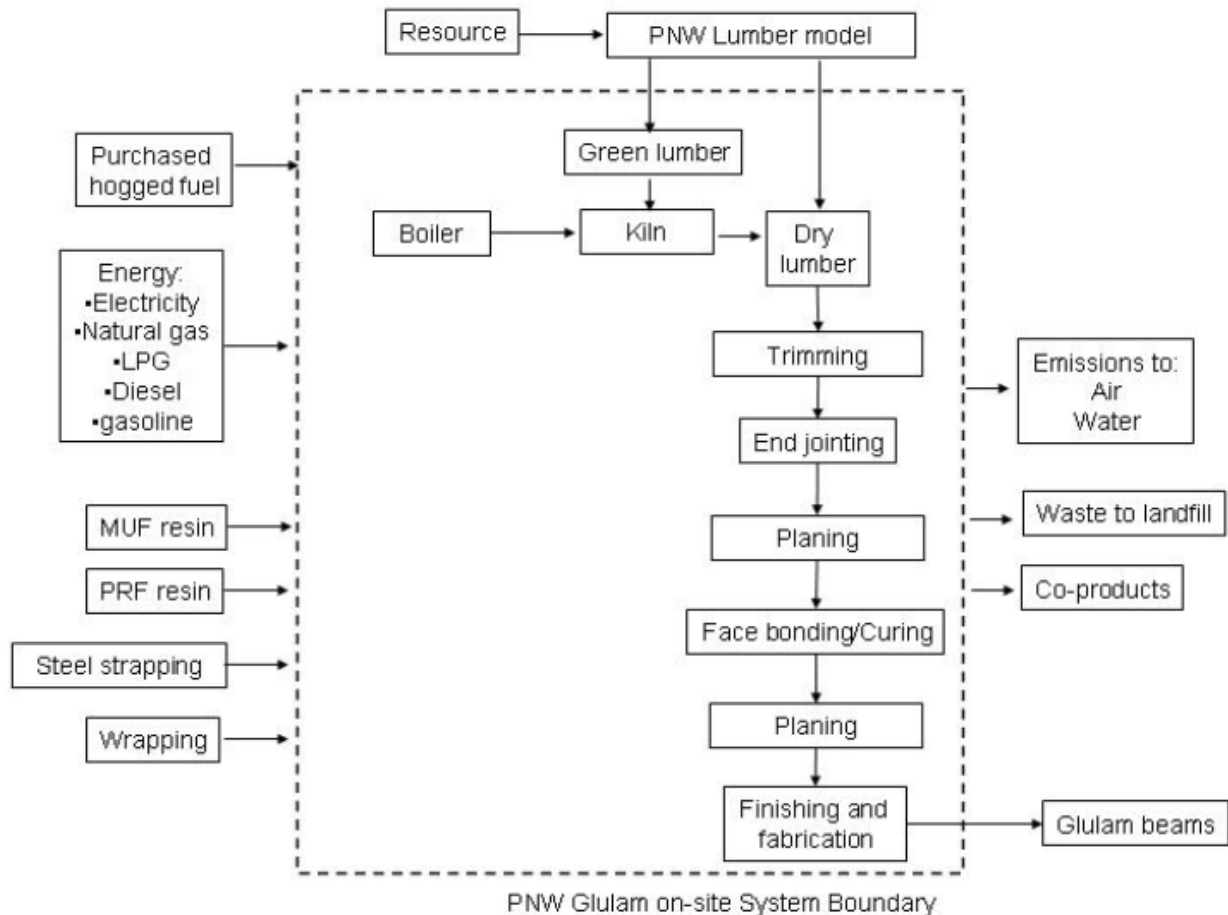 Resource
PNW Lumber model
Green lumber
Purchased
hogged fuel
Boiler
Kiln
Dry
lumber
Energy:
▪Electricity
▪Natural gas
▪LPG
▪Diesel
▪gasoline
Trimming
Emissions to:
Air
Water
End jointing
MUF resin
Planing
Waste to landfill
PRF resin
Co-products
Face bonding/Curing
Steel strapping
Wrapping
Planing
Finishing and
fabrication
Glulam beams
PNW Glulam on-site System Boundary